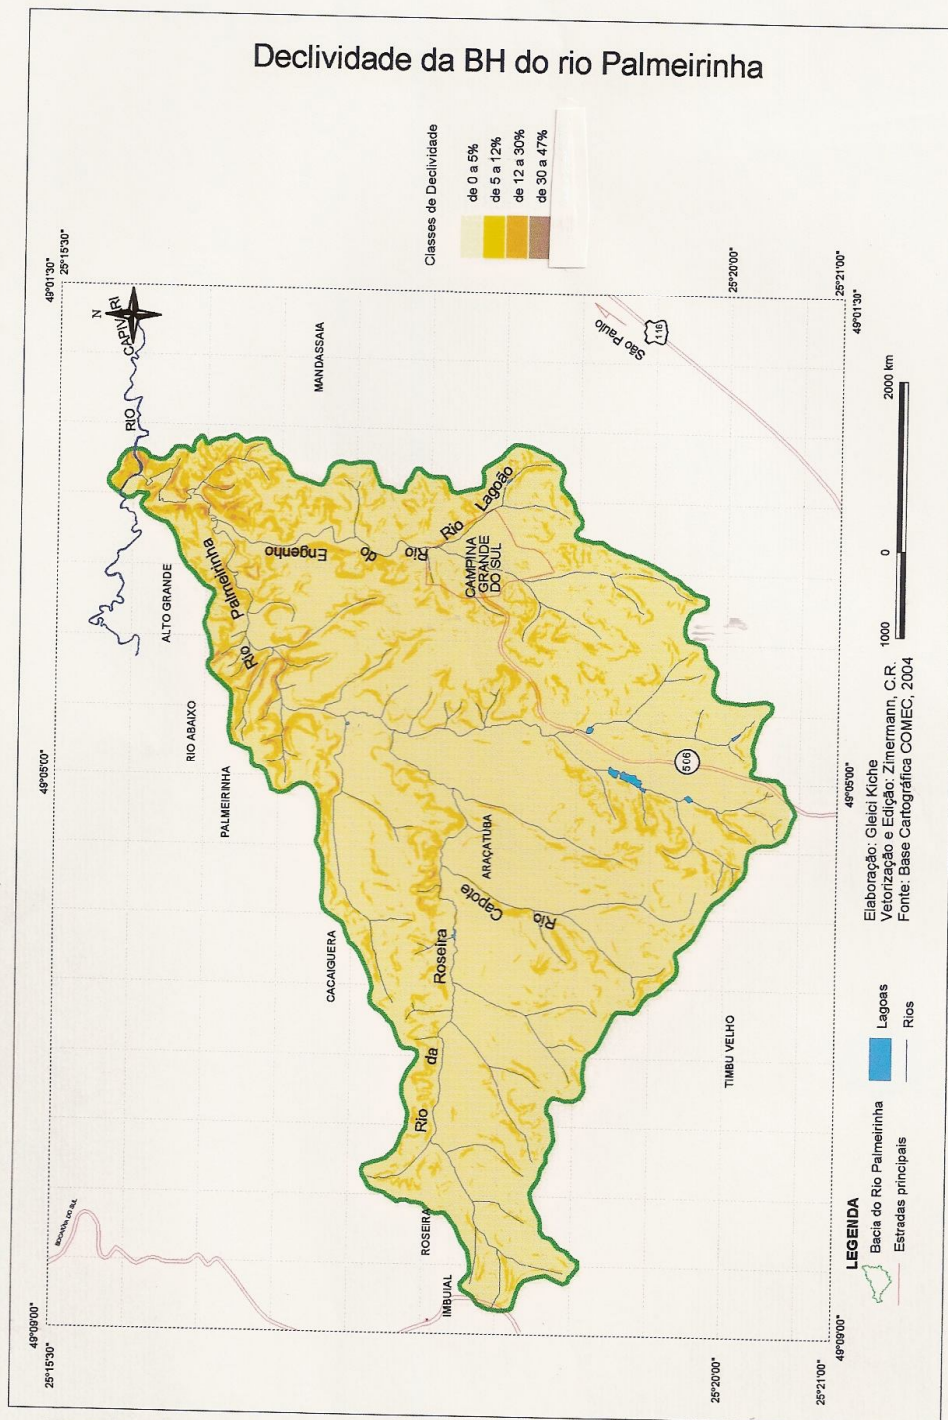 Declividade da BH do rio Palmeirinha
Classes de Declividade
de 0 a 5%
de 5 a 12%
de 12 a 30%
de 30 a 47%
49°01'30"
25°15'30"
25°20'00"
25°21'00"
49°01'30"
N
RIO CAPIVARI
MANDASSAIA
São Paulo
116
ALTO GRANDE
Rio Palmeirinha
Rio do Engenho
Rio Lagoão
CAMPINA
GRANDE
DO SUL
RIO ABAIXO
PALMEIRINHA
49°05'00"
506
49°05'00"
ARAÇATUBA
Rio Capote
CACAIGUERA
Rio da Roseira
TIMBU VELHO
ROSEIRA
IMBUIAL
BOCAIÚVA DO SUL
49°09'00"
25°15'30"
25°20'00"
25°21'00"
49°09'00"
1000
0
2000 km
Elaboração: Gleici Kiche
Vetorização e Edição: Zimermann, C.R.
Fonte: Base Cartográfica COMEC, 2004
LEGENDA
Bacia do Rio Palmeirinha
Estradas principais
Lagoas
Rios